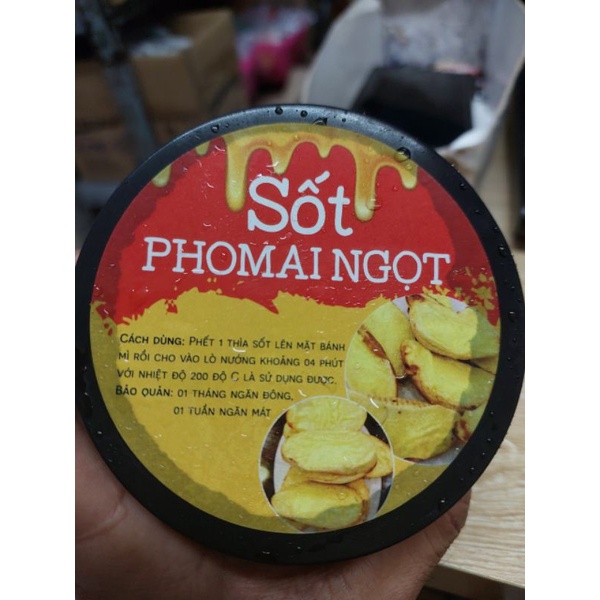 Sốt
PHOMAI NGỌT
CÁCH DÙNG: PHẾT 1 THÌA SỐT LÊN MẶT BÁNH
MÌ RỒI CHO VÀO LÒ NƯỚNG KHOẢNG 04 PHÚT
VỚI NHIỆT ĐỘ 200 ĐỘ C LÀ SỬ DỤNG ĐƯỢC.
BẢO QUẢN: 01 THÁNG NGĂN ĐÔNG,
01 TUẦN NGĂN MÁT